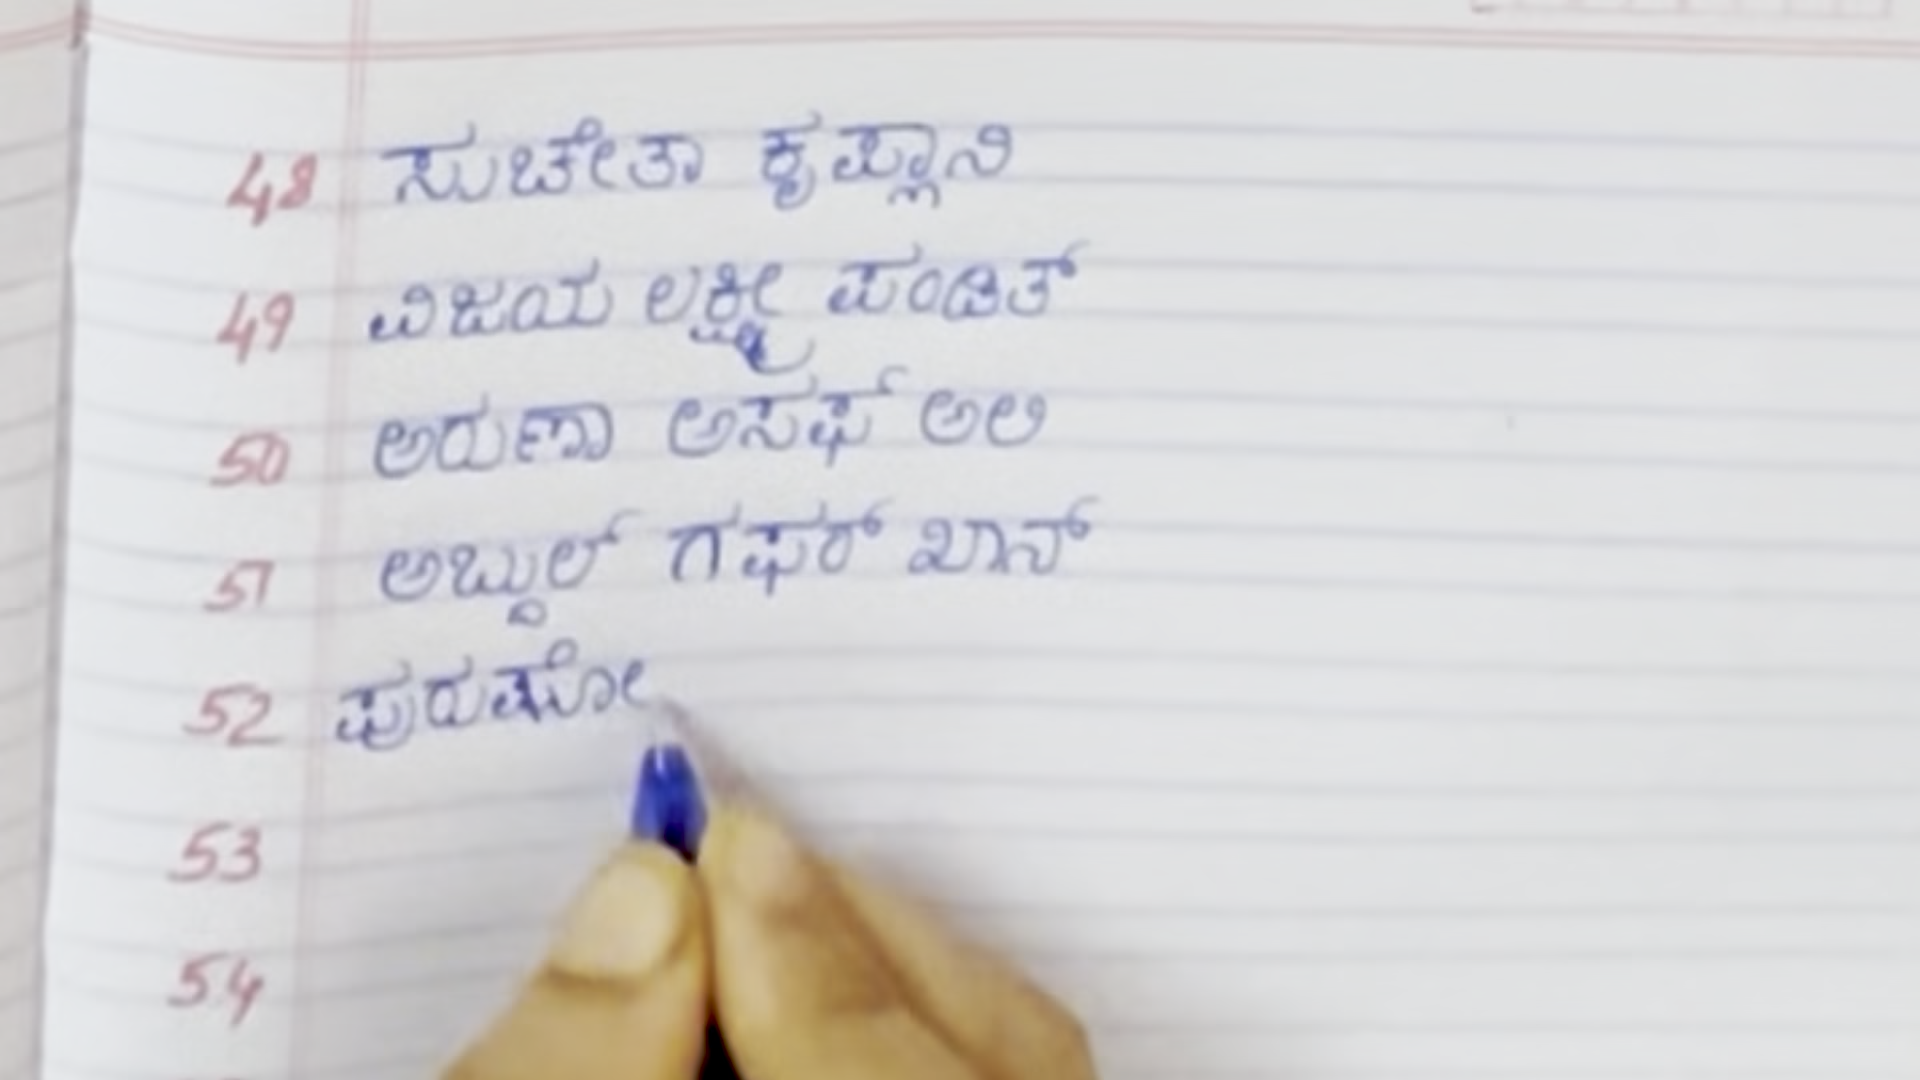 48 ಸುಚೇತಾ ಕೃಪ್ಲಾನಿ
49 ವಿಜಯ ಲಕ್ಷ್ಮೀ ಪಂಡಿತ್
50 ಅರುಣಾ ಅಸಫ್ ಅಲಿ
51 ಅಬ್ದುಲ್ ಗಫರ್ ಖಾನ್
52 ಪುರುಷೋ
53
54